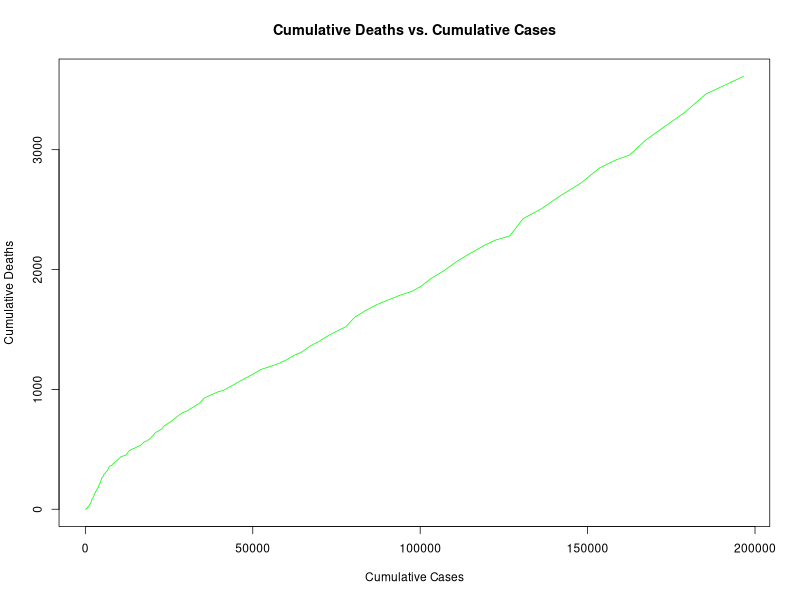 Cumulative Deaths vs. Cumulative Cases
3000
2000
1000
0
Cumulative Deaths
0 50000 100000 150000 200000
Cumulative Cases